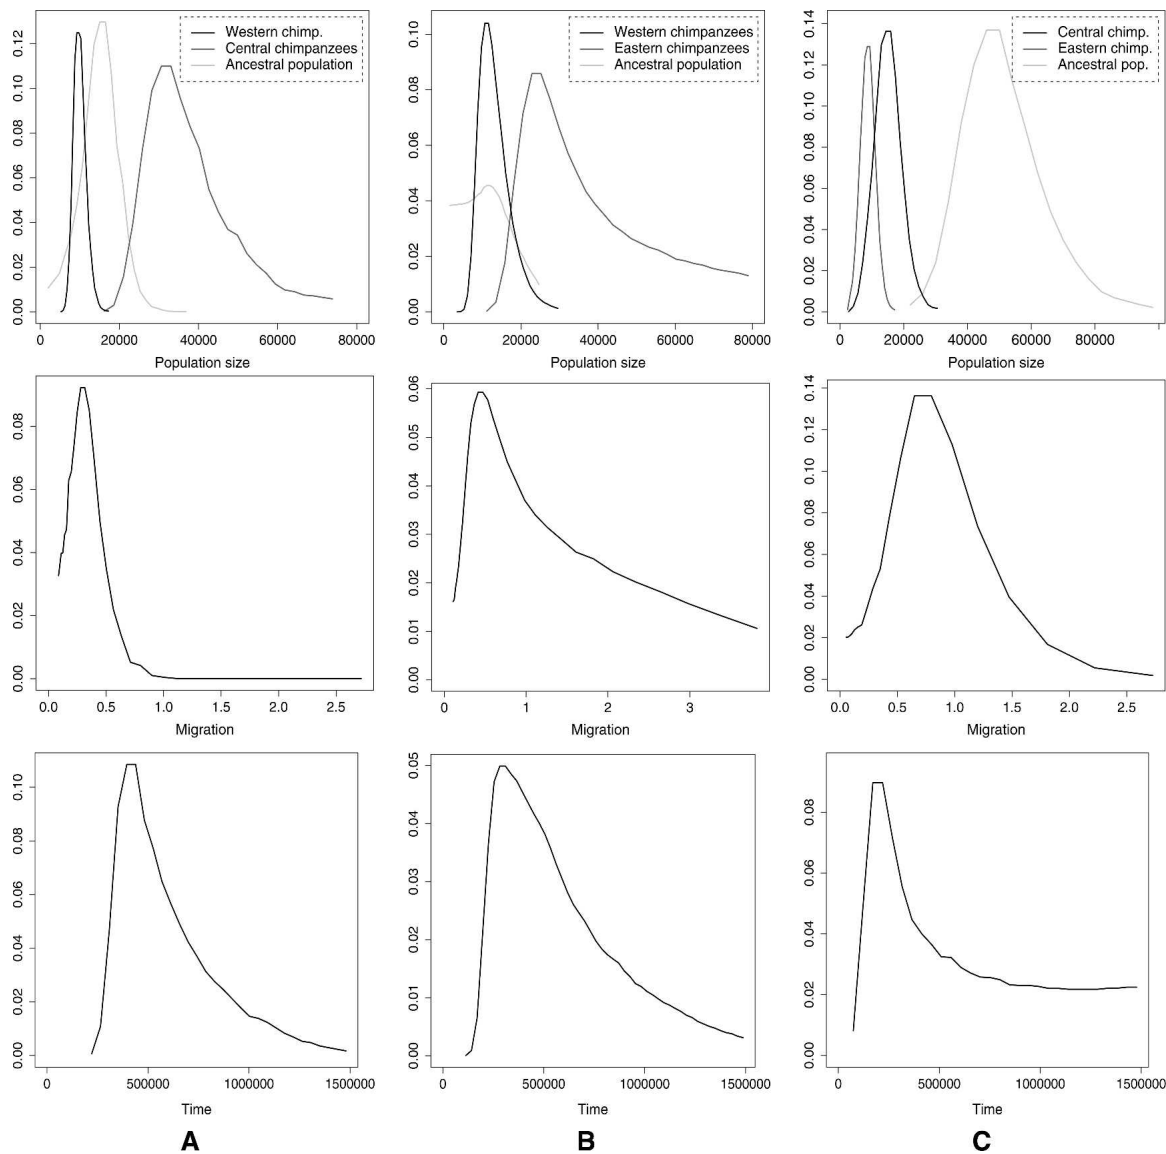 0.00 0.02 0.04 0.06 0.08 0.10 0.12
Western chimp.
Central chimpanzees
Ancestral population
0 20000 40000 60000 80000
Population size
0.00 0.02 0.04 0.06 0.08 0.10
Western chimpanzees
Eastern chimpanzees
Ancestral population
0 20000 40000 60000 80000
Population size
0.00 0.02 0.04 0.06 0.08 0.10 0.12 0.14
Central chimp.
Eastern chimp.
Ancestral pop.
0 20000 40000 60000 80000
Population size
0.00 0.02 0.04 0.06 0.08
0.0 0.5 1.0 1.5 2.0 2.5
Migration
0.00 0.01 0.02 0.03 0.04 0.05 0.06
0 1 2 3
Migration
0.00 0.02 0.04 0.06 0.08 0.10 0.12 0.14
0.0 0.5 1.0 1.5 2.0 2.5
Migration
0.00 0.02 0.04 0.06 0.08 0.10
0 500000 1000000 1500000
Time
0.00 0.01 0.02 0.03 0.04 0.05
0 500000 1000000 1500000
Time
0.00 0.02 0.04 0.06 0.08
0 500000 1000000 1500000
Time
A B C